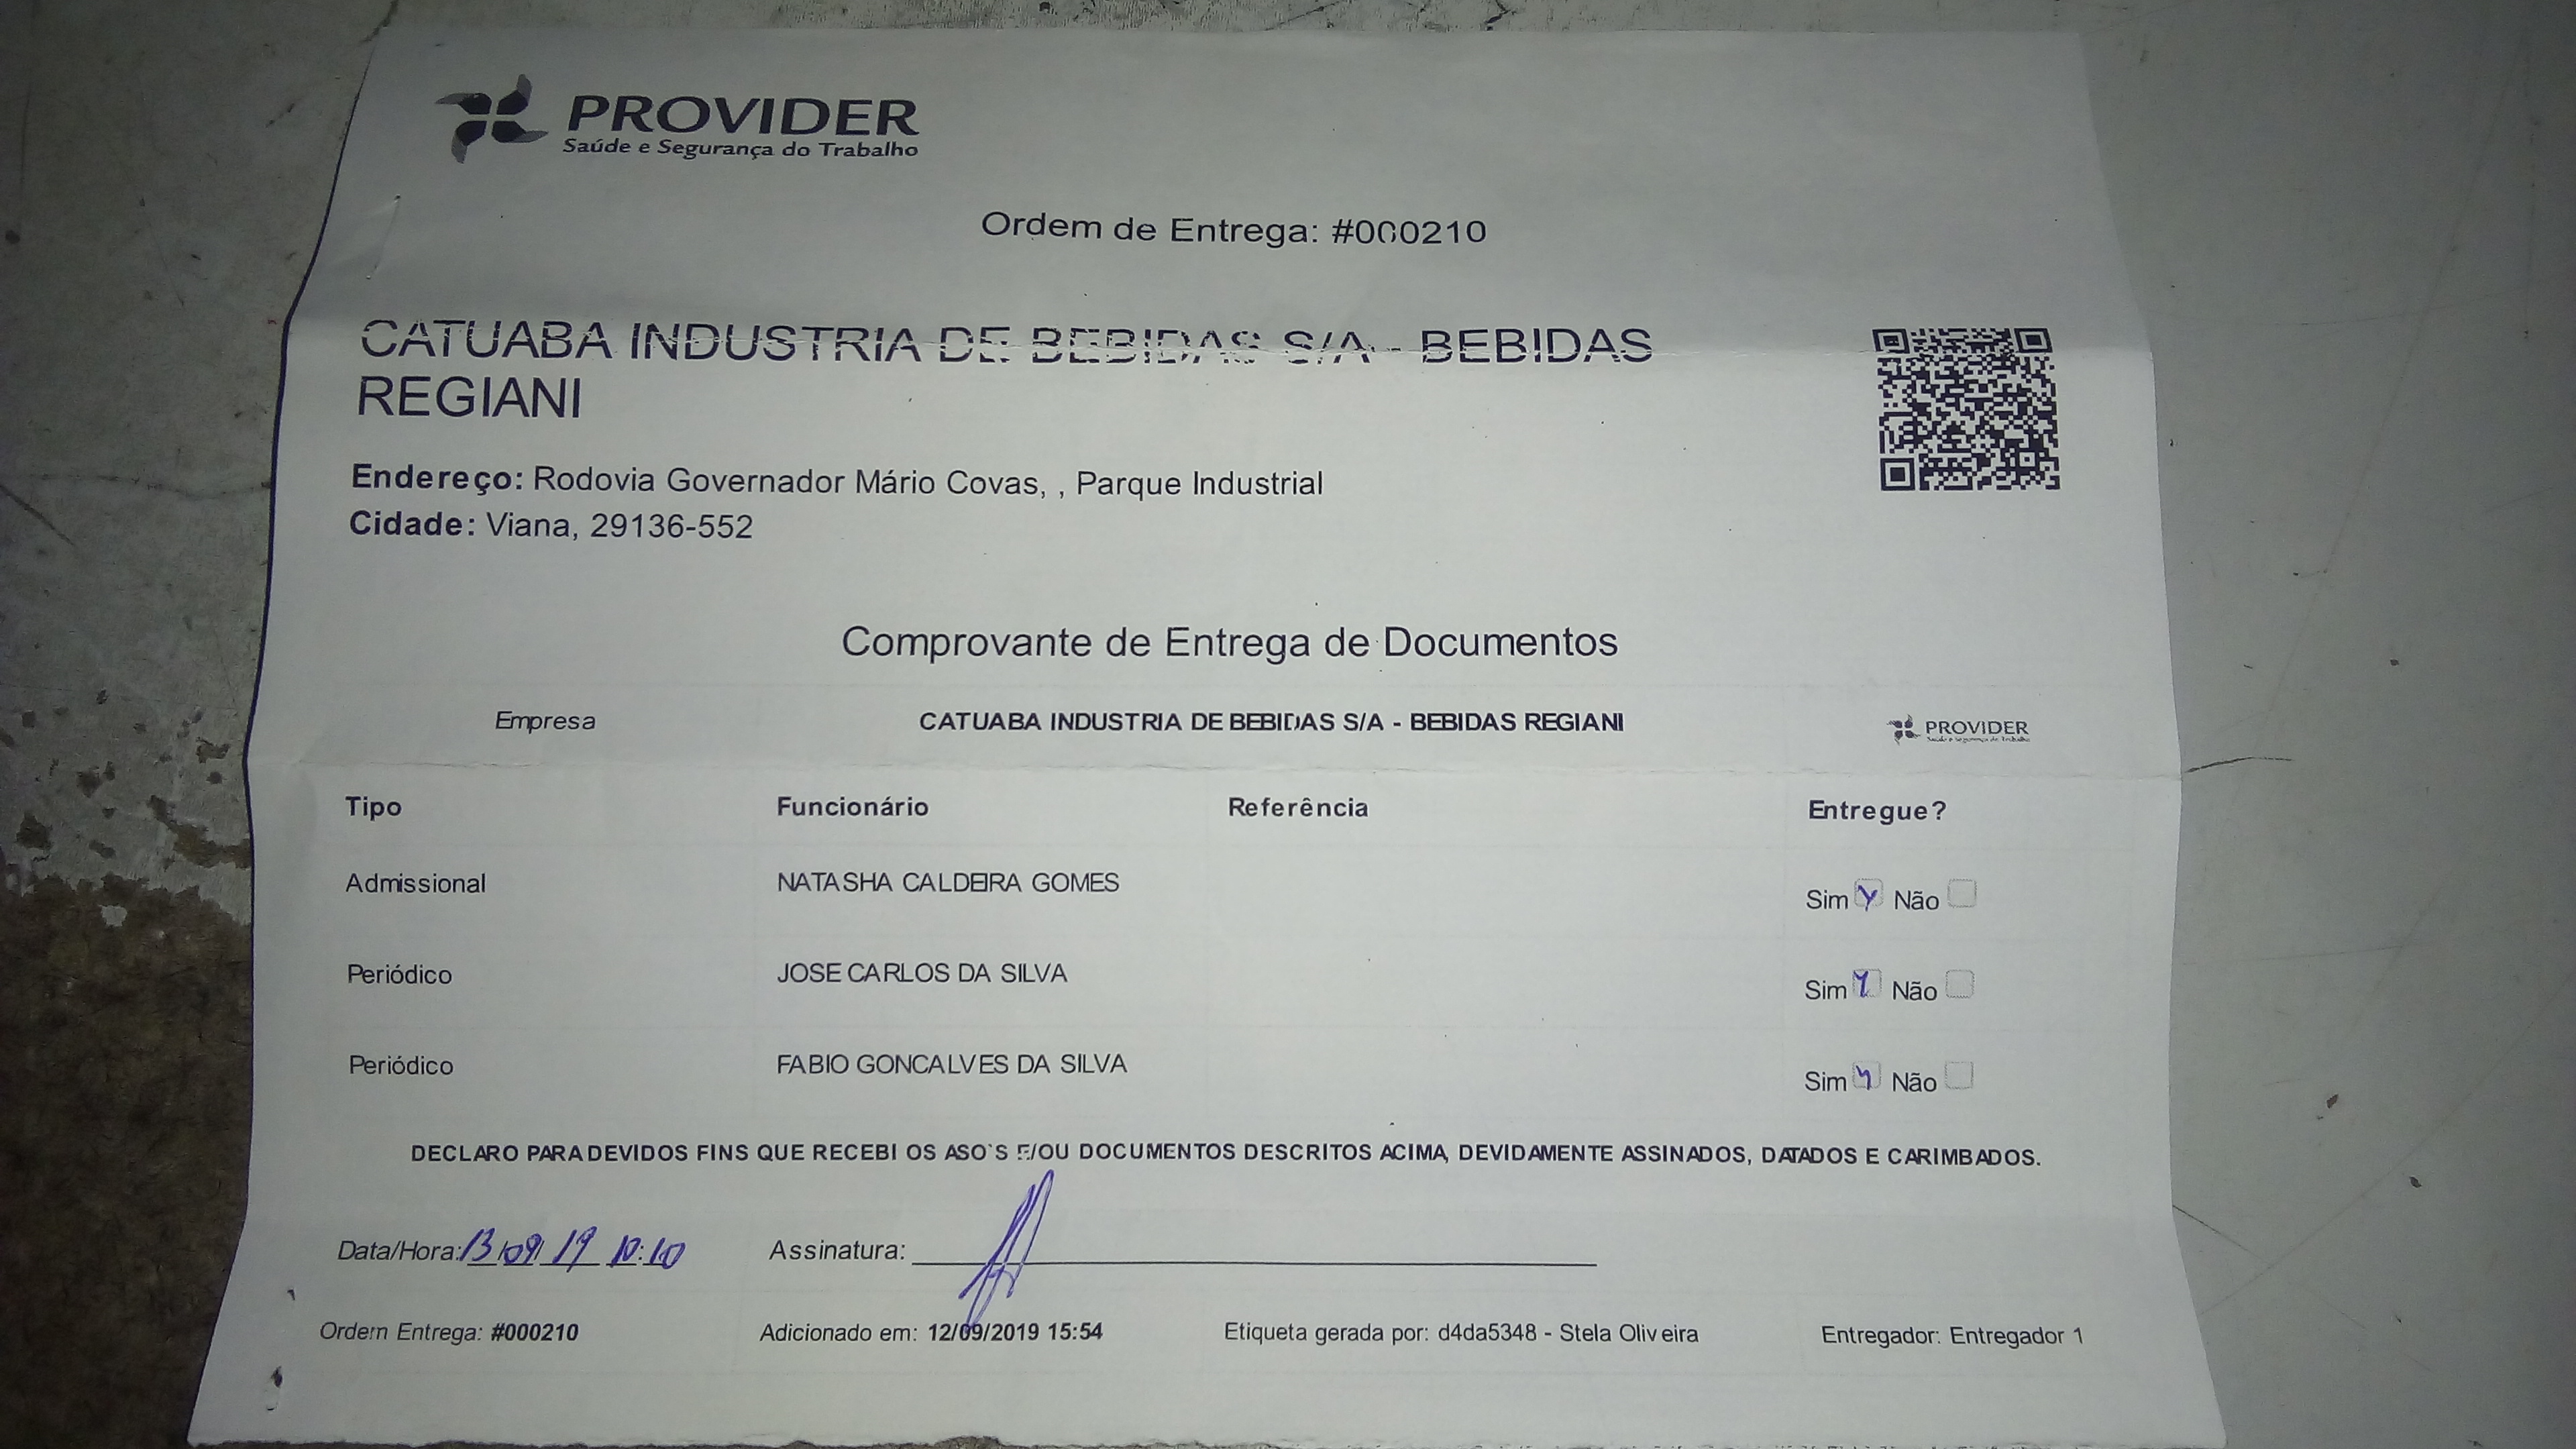 PROVIDER
Saúde e Segurança do Trabalho
Ordem de Entrega: #000210
CATUABA INDUSTRIA DE BEBIDAS S/A - BEBIDAS
REGIANI
Endereço: Rodovia Governador Mário Covas, , Parque Industrial
Cidade: Viana, 29136-552
Comprovante de Entrega de Documentos
Empresa CATUABA INDUSTRIA DE BEBIDAS S/A - BEBIDAS REGIANI PROVIDER
Saúde e Segurança do Trabalho
Tipo Funcionário Referência Entregue?
Admissional NATASHA CALDEIRA GOMES Sim Não
Periódico JOSE CARLOS DA SILVA Sim Não
Periódico FABIO GONCALVES DA SILVA Sim Não
DECLARO PARA DEVIDOS FINS QUE RECEBI OS ASO`S E/OU DOCUMENTOS DESCRITOS ACIMA, DEVIDAMENTE ASSINADOS, DATADOS E CARIMBADOS.
Data/Hora: 13/09/19 10:10 Assinatura:
Ordem Entrega: #000210 Adicionado em: 12/09/2019 15:54 Etiqueta gerada por: d4da5348 - Stela Oliveira Entregador: Entregador 1